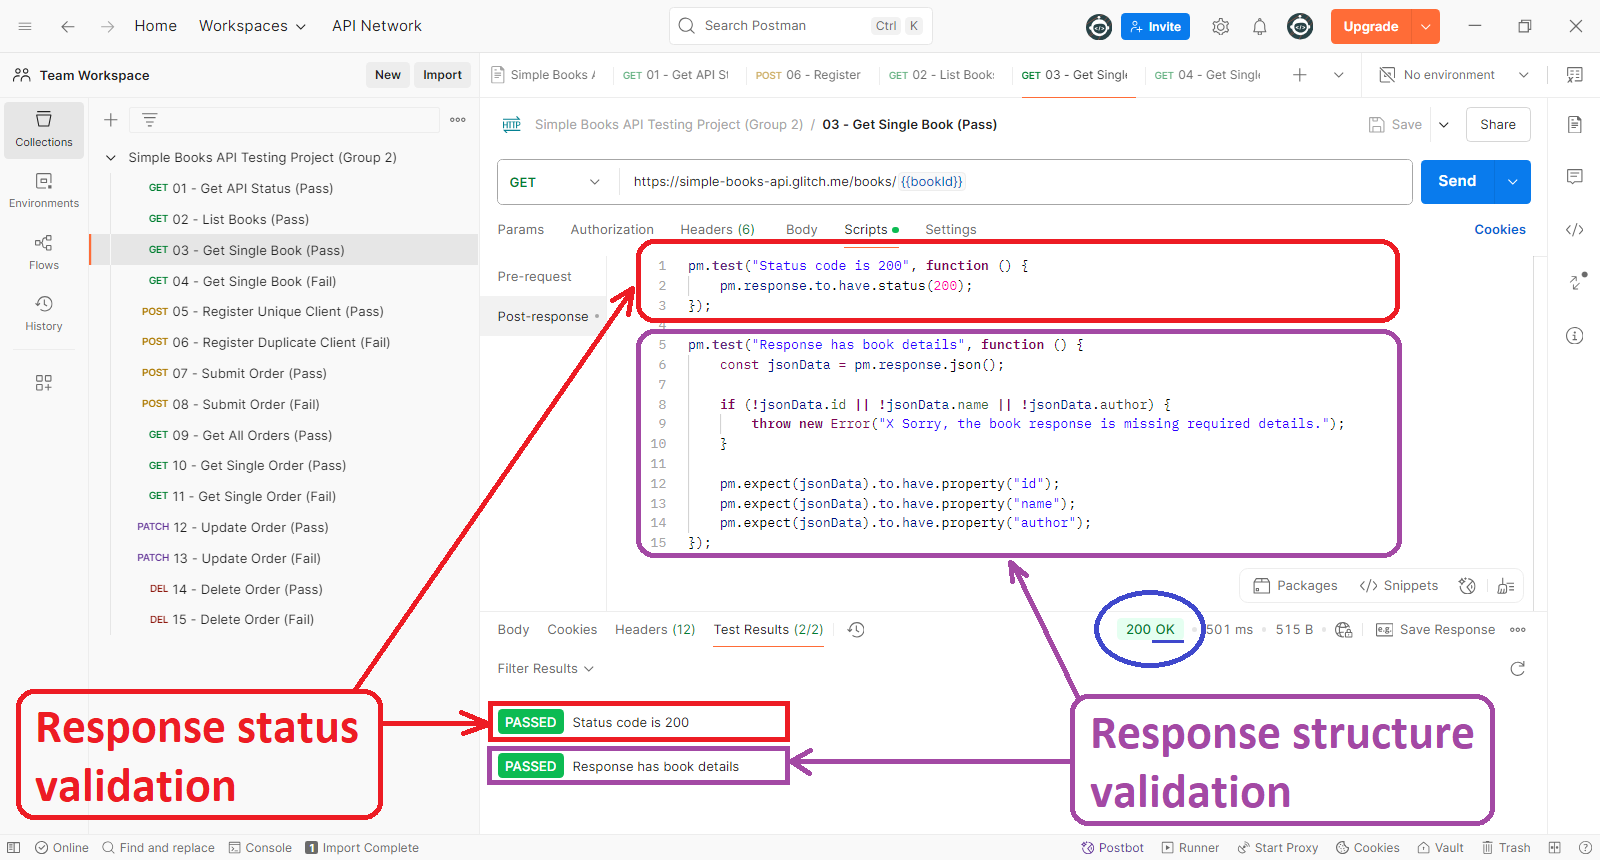 Home
Workspaces
API Network
Search Postman
Ctrl
K
Invite
Upgrade
Team Workspace
New
Import
Simple Books A
GET 01 - Get API St
POST 06 - Register
GET 02 - List Books
GET 03 - Get Single
GET 04 - Get Single
No environment
Collections
Environments
Flows
History
Simple Books API Testing Project (Group 2)
GET 01 - Get API Status (Pass)
GET 02 - List Books (Pass)
GET 03 - Get Single Book (Pass)
GET 04 - Get Single Book (Fail)
POST 05 - Register Unique Client (Pass)
POST 06 - Register Duplicate Client (Fail)
POST 07 - Submit Order (Pass)
POST 08 - Submit Order (Fail)
GET 09 - Get All Orders (Pass)
GET 10 - Get Single Order (Pass)
GET 11 - Get Single Order (Fail)
PATCH 12 - Update Order (Pass)
PATCH 13 - Update Order (Fail)
DEL 14 - Delete Order (Pass)
DEL 15 - Delete Order (Fail)
HTTP Simple Books API Testing Project (Group 2) / 03 - Get Single Book (Pass)
Save
Share
GET
https://simple-books-api.glitch.me/books/ {{bookId}}
Send
Params
Authorization
Headers (6)
Body
Scripts
Settings
Cookies
Pre-request
Post-response
1 pm.test("Status code is 200", function () {
2 pm.response.to.have.status(200);
3 });
4
5 pm.test("Response has book details", function () {
6 const jsonData = pm.response.json();
7
8 if (!jsonData.id || !jsonData.name || !jsonData.author) {
9 throw new Error("X Sorry, the book response is missing required details.");
10 }
11
12 pm.expect(jsonData).to.have.property("id");
13 pm.expect(jsonData).to.have.property("name");
14 pm.expect(jsonData).to.have.property("author");
15 });
Packages
Snippets
Body
Cookies
Headers (12)
Test Results (2/2)
200 OK
501 ms
515 B
e.g.
Save Response
Filter Results
PASSED Status code is 200
PASSED Response has book details
Response status
validation
Response structure
validation
Online
Find and replace
Console
1 Import Complete
Postbot
Runner
Start Proxy
Cookies
Vault
Trash